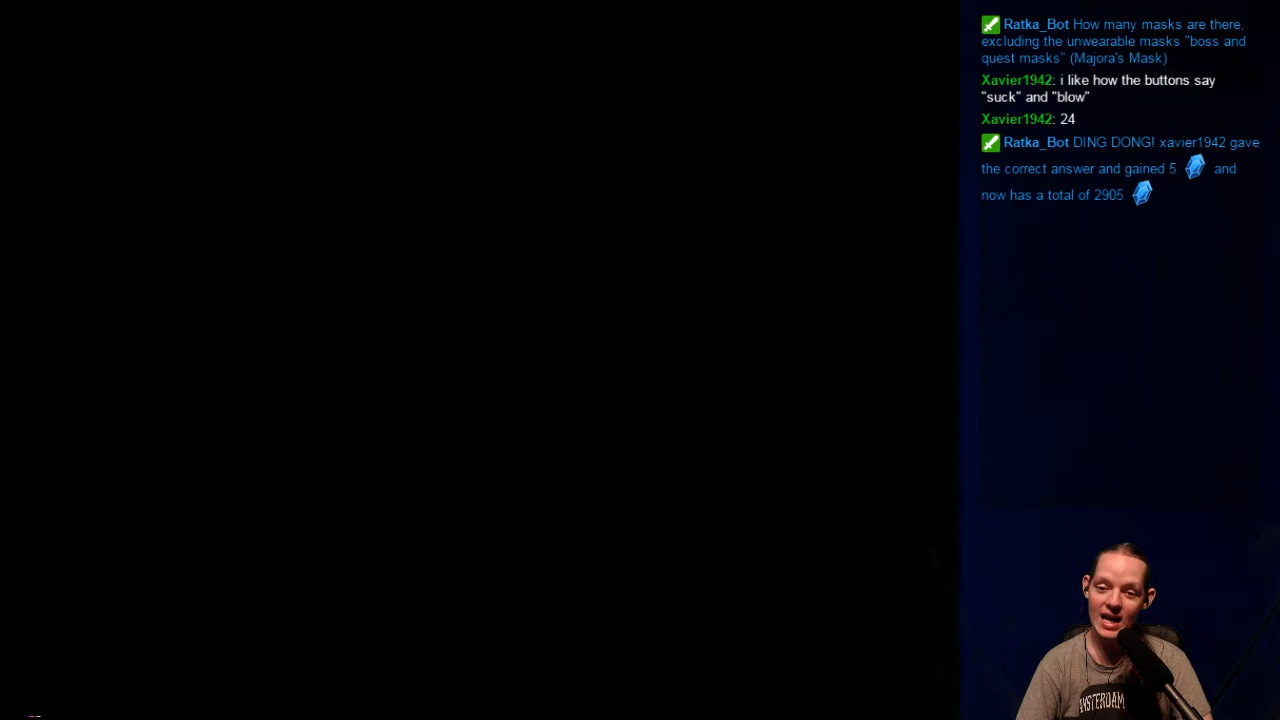 Ratka_Bot How many masks are there,
excluding the unwearable masks "boss and
quest masks" (Majora's Mask)
Xavier1942: i like how the buttons say
"suck" and "blow"
Xavier1942: 24
Ratka_Bot DING DONG! xavier1942 gave
the correct answer and gained 5 and
now has a total of 2905
AMSTERDAM